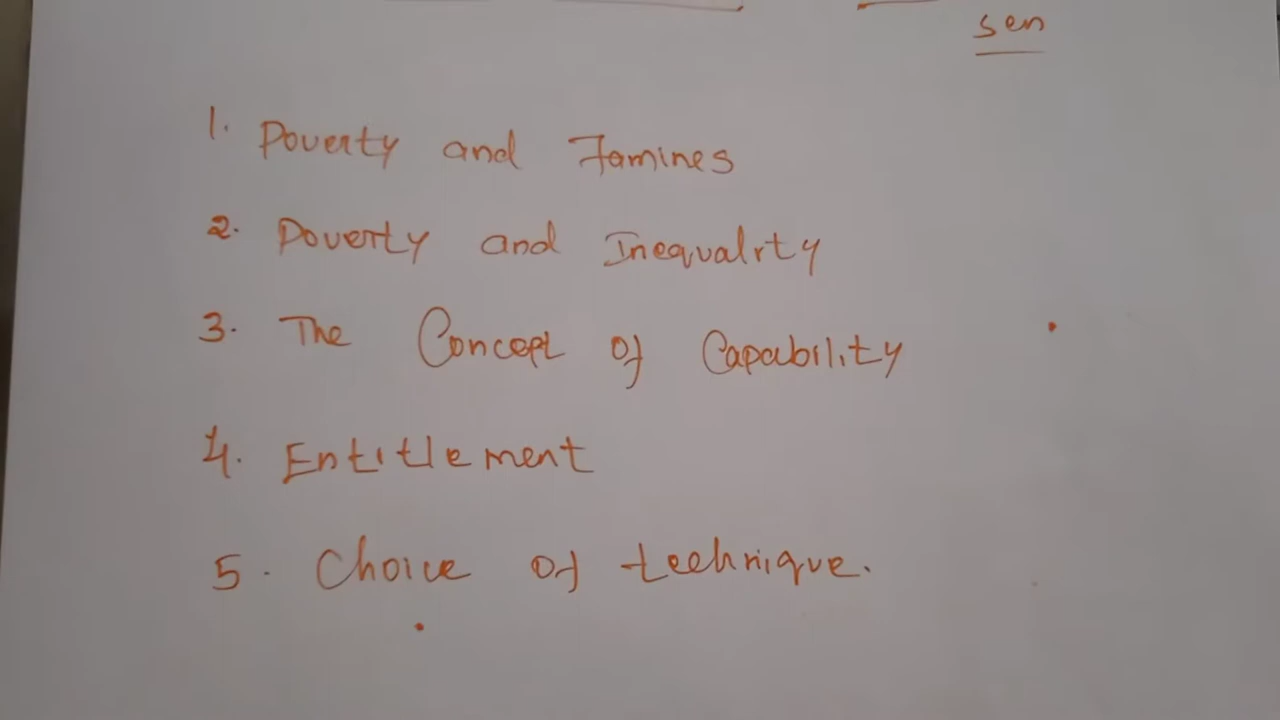 sen
1. Poverty and Famines
2. Poverty and Inequality
3. The Concept of Capability
4. Entitlement
5. Choice of technique.